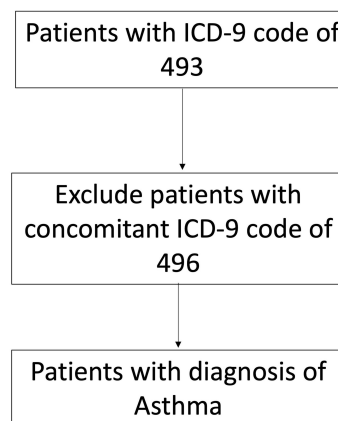 Patients with ICD-9 code of
493
Exclude patients with
concomitant ICD-9 code of
496
Patients with diagnosis of
Asthma